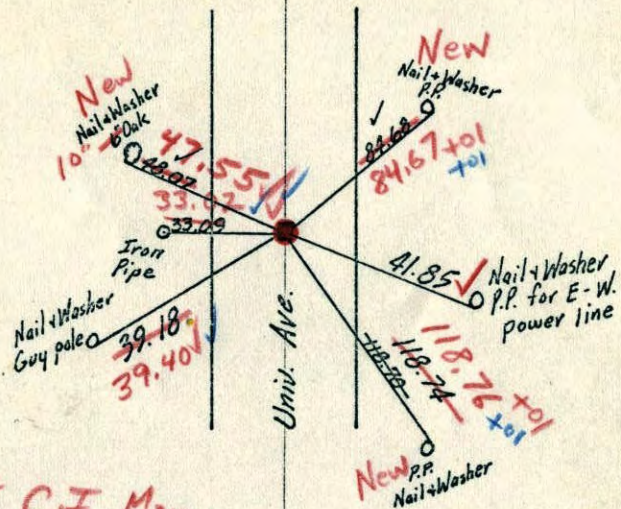 New
Nail & Washer
6" Oak
10"
48.07
47.55
33.02
33.09
Iron
Pipe
Nail & Washer
Guy pole
39.18
39.40
Univ. Ave.
New
Nail & Washer
P.P.
84.68
84.67 +01
+01
41.85
Nail & Washer
P.P. for E-W.
power line
118.70
118.74
118.76 +01
+01
New P.P.
Nail & Washer